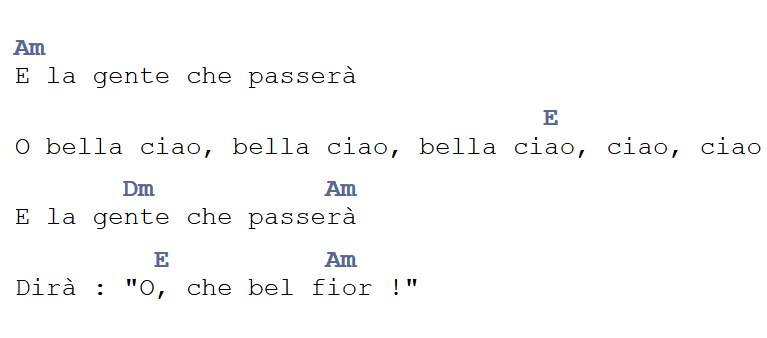 Am
E la gente che passerà
E
O bella ciao, bella ciao, bella ciao, ciao, ciao
Dm Am
E la gente che passerà
E Am
Dirà : "O, che bel fior !"